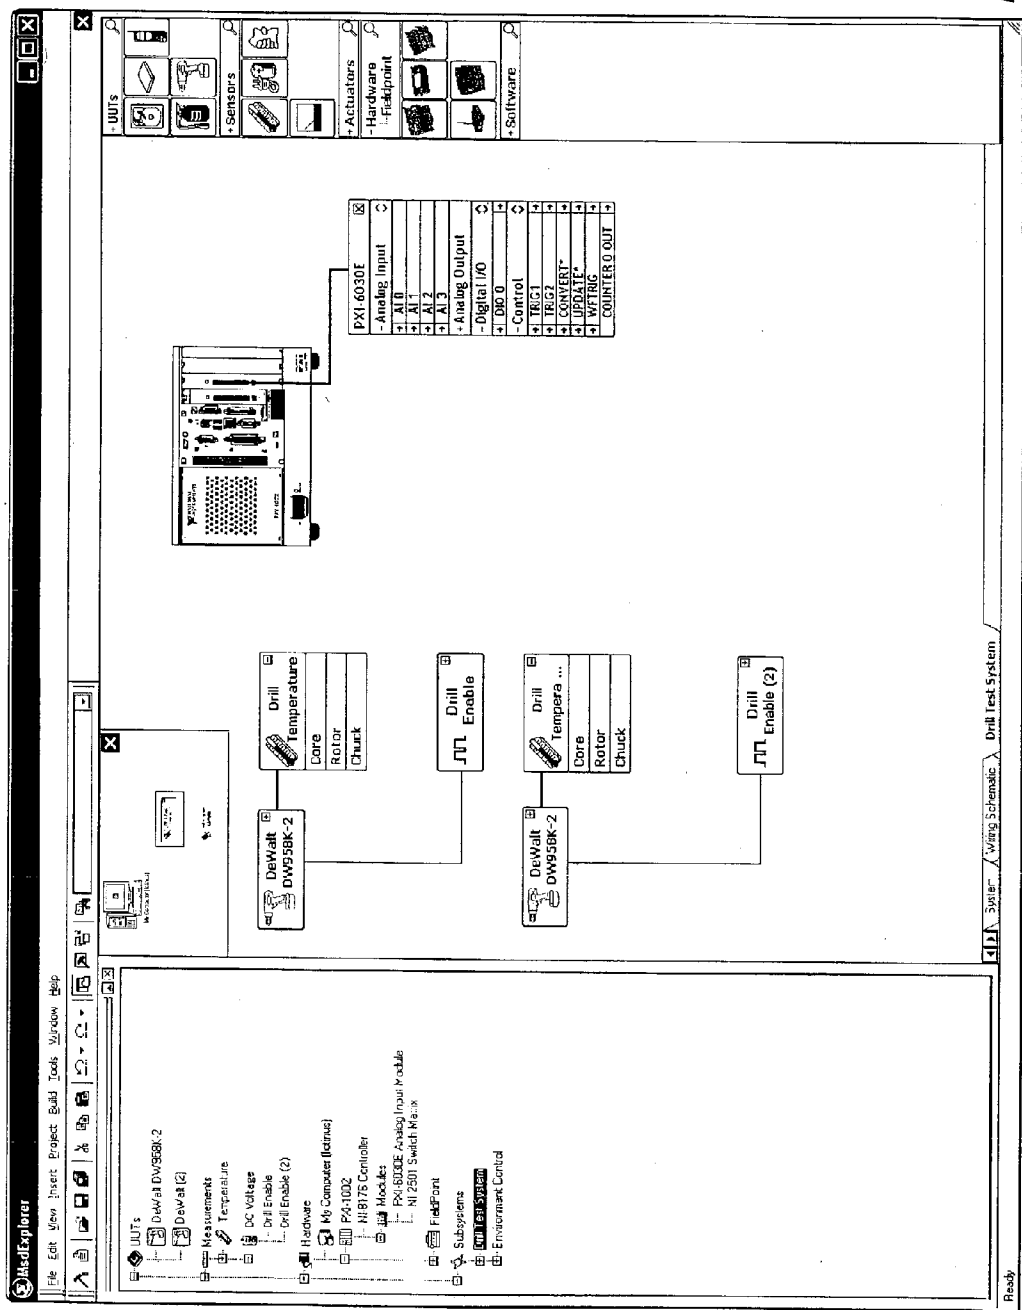 MsdExplorer
File Edit View Insert Project Build Tools Window Help
UUTs
DeWalt DW958K-2
DeWalt (2)
Measurements
Temperature
DC Voltage
Drill Enable
Drill Enable (2)
Hardware
My Computer (lotinus)
PXI-1002
NI 8176 Controller
Modules
PXI-6030E Analog Input Module
NI 2501 Switch Matrix
FieldPoint
Subsystems
Drill Test System
Environment Control
DeWalt
DW958K-2
Drill
Temperature
Core
Rotor
Chuck
Drill
Enable
DeWalt
DW958K-2
Drill
Tempera ...
Core
Rotor
Chuck
Drill
Enable (2)
PXI-6030E
- Analog Input
+ AI 0
+ AI 1
+ AI 2
+ AI 3
+ Analog Output
- Digital I/O
+ DIO 0 +
- Control
+ TRIG1 +
+ TRIG2 +
+ CONVERT* +
+ UPDATE* +
+ WFTRIG +
COUNTER 0 OUT +
+ UUTs
+ Sensors
+ Actuators
- Hardware
Fieldpoint
+ Software
System
Wiring Schematic
Drill Test System
Ready